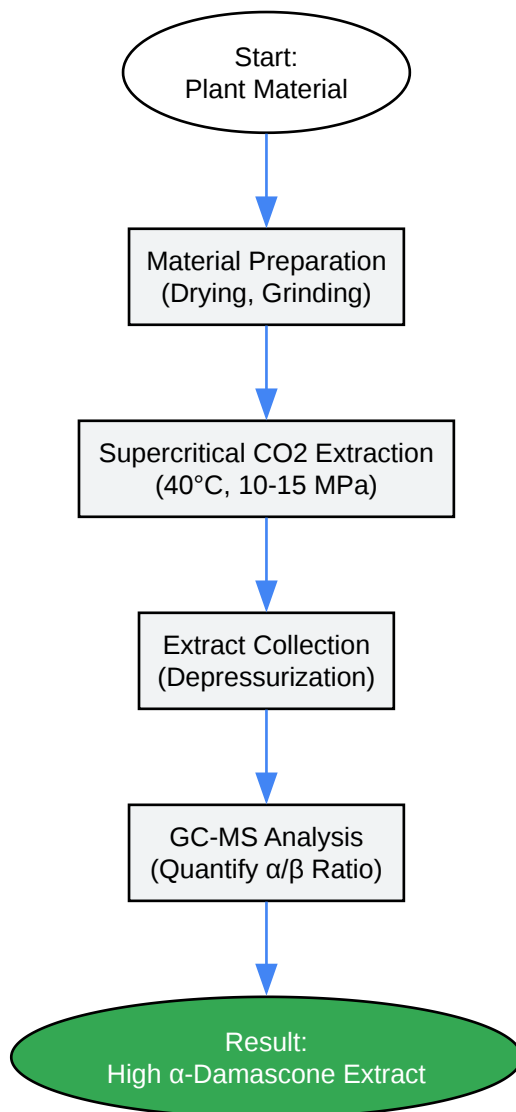 Start:
Plant Material
Material Preparation
(Drying, Grinding)
Supercritical CO2 Extraction
(40°C, 10-15 MPa)
Extract Collection
(Depressurization)
GC-MS Analysis
(Quantify α/β Ratio)
Result:
High α-Damascone Extract